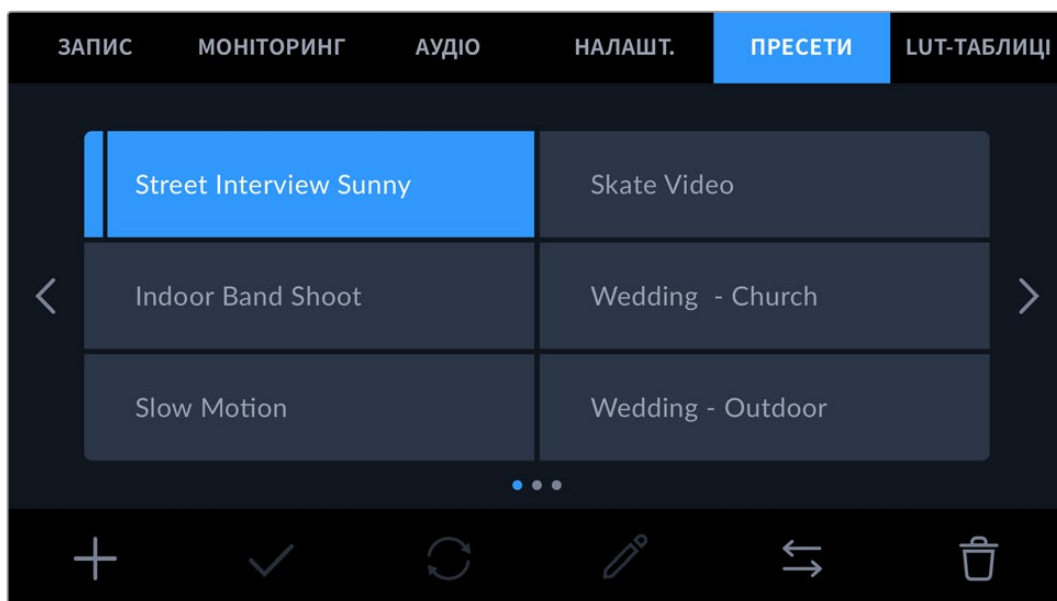 ЗАПИС МОНІТОРИНГ АУДІО НАЛАШТ. ПРЕСЕТИ LUT-ТАБЛИЦІ
Street Interview Sunny Skate Video
Indoor Band Shoot Wedding - Church
Slow Motion Wedding - Outdoor